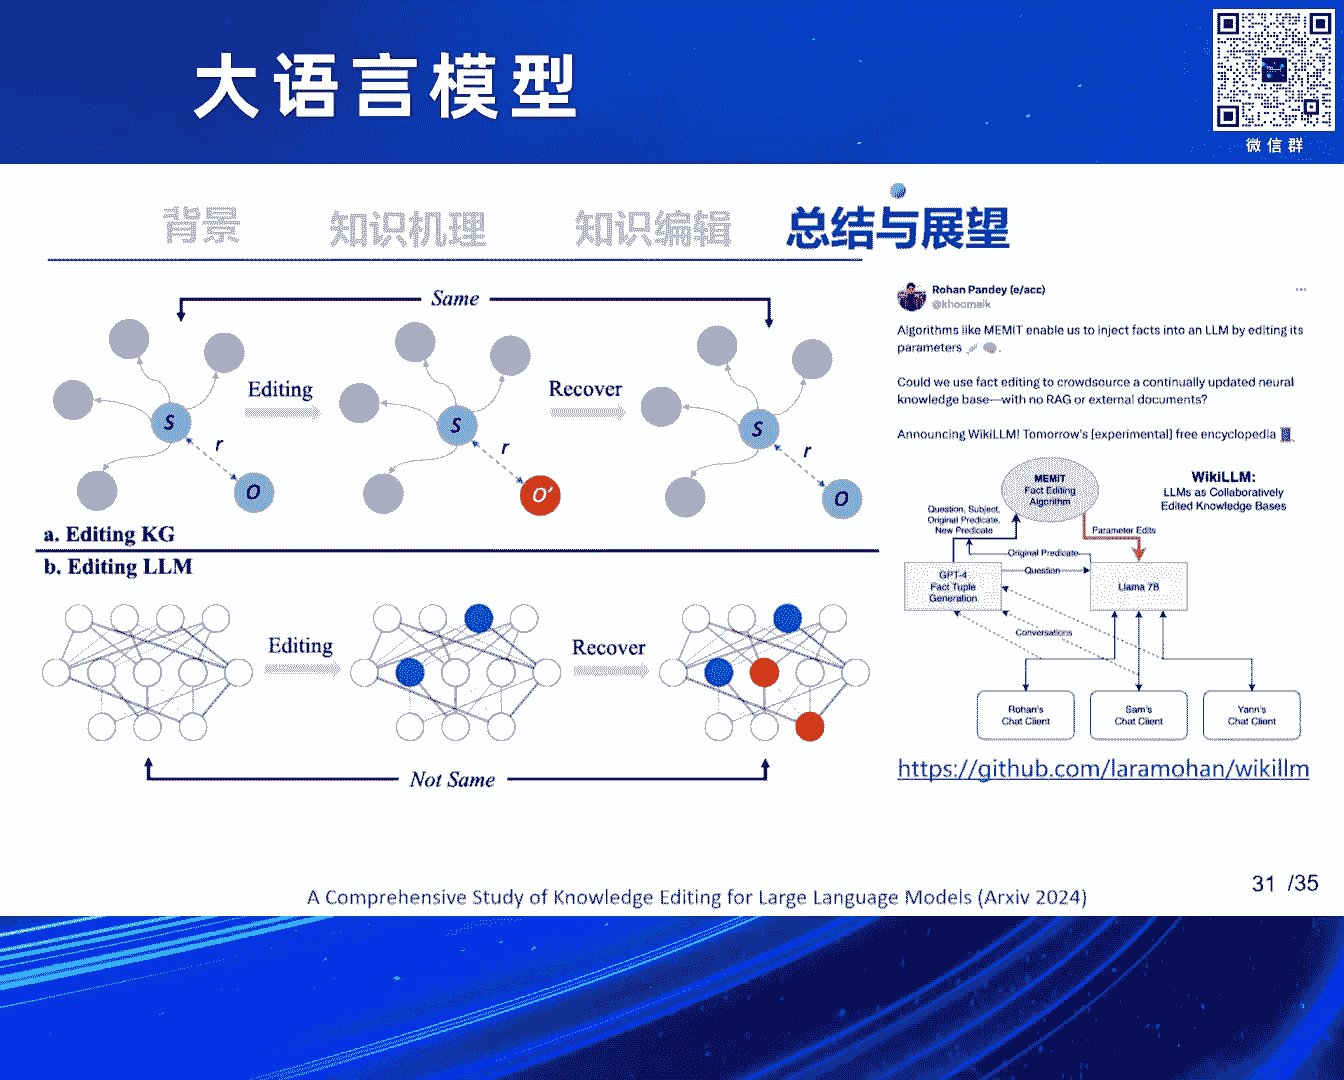 大语言模型
微信群
背景
知识机理
知识编辑
总结与展望
Same
S
r
O
Editing
S
r
O'
Recover
S
r
O
a. Editing KG
b. Editing LLM
Editing
Recover
Not Same
Rohan Pandey (e/acc)
@khoomeik
Algorithms like MEMIT enable us to inject facts into an LLM by editing its
parameters
Could we use fact editing to crowdsource a continually updated neural
knowledge base—with no RAG or external documents?
Announcing WikiLLM! Tomorrow's [experimental] free encyclopedia
MEMIT
Fact Editing
Algorithm
WikiLLM:
LLMs as Collaboratively
Edited Knowledge Bases
Question, Subject,
Original Predicate,
New Predicate
Parameter Edits
Original Predicate
Question
GPT-4
Fact Tuple
Generation
Llama 7B
Conversations
Rohan's
Chat Client
Sam's
Chat Client
Yann's
Chat Client
https://github.com/laramohan/wikillm
A Comprehensive Study of Knowledge Editing for Large Language Models (Arxiv 2024)
31 /35